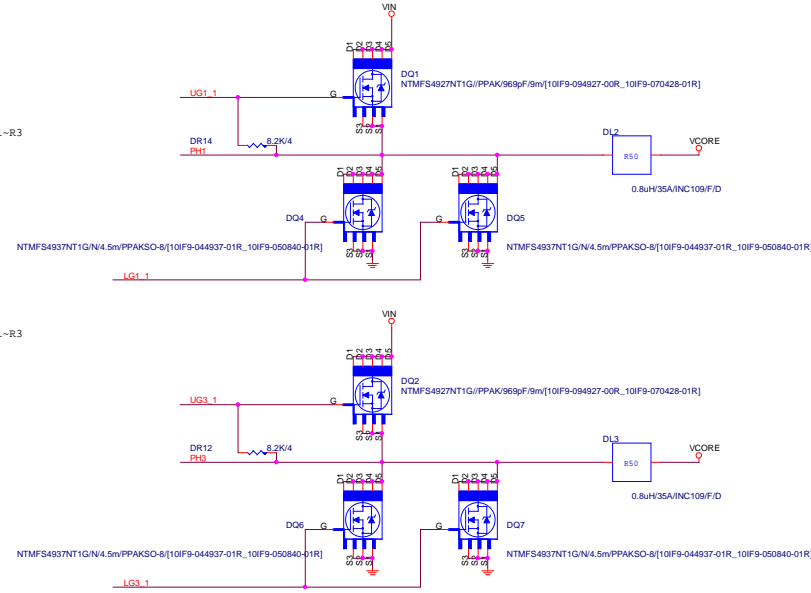 VIN
D1 D2 D3 D4 D5
DQ1
NTMFS4927NT1G//PPAK/969pF/9m/[10IF9-094927-00R_10IF9-070428-01R]
UG1_1
G
S3 S2 S1
~R3
DR14
8.2K/4
PH1
DL2
R50
VCORE
0.8uH/35A/INC109/F/D
D1 D2 D3 D4 D5
D1 D2 D3 D4 D5
DQ4
G
G
DQ5
NTMFS4937NT1G/N/4.5m/PPAKSO-8/[10IF9-044937-01R_10IF9-050840-01R]
NTMFS4937NT1G/N/4.5m/PPAKSO-8/[10IF9-044937-01R_10IF9-050840-01R]
S3 S2 S1
S3 S2 S1
LG1_1
VIN
~R3
D1 D2 D3 D4 D5
DQ2
NTMFS4927NT1G//PPAK/969pF/9m/[10IF9-094927-00R_10IF9-070428-01R]
UG3_1
G
S3 S2 S1
DR12
8.2K/4
PH3
DL3
R50
VCORE
0.8uH/35A/INC109/F/D
D1 D2 D3 D4 D5
D1 D2 D3 D4 D5
DQ6
G
G
DQ7
NTMFS4937NT1G/N/4.5m/PPAKSO-8/[10IF9-044937-01R_10IF9-050840-01R]
NTMFS4937NT1G/N/4.5m/PPAKSO-8/[10IF9-044937-01R_10IF9-050840-01R]
S3 S2 S1
S3 S2 S1
LG3_1